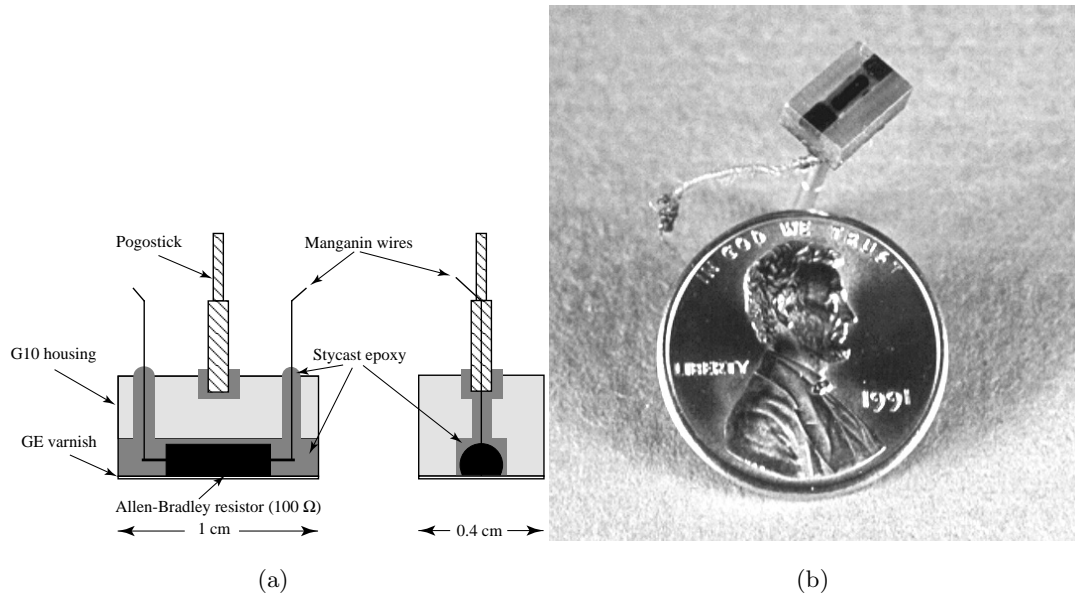 Pogostick
Manganin wires
G10 housing
Stycast epoxy
GE varnish
Allen-Bradley resistor (100 Ω)
1 cm
0.4 cm
IN GOD WE TRUST
LIBERTY
1991
(a)
(b)